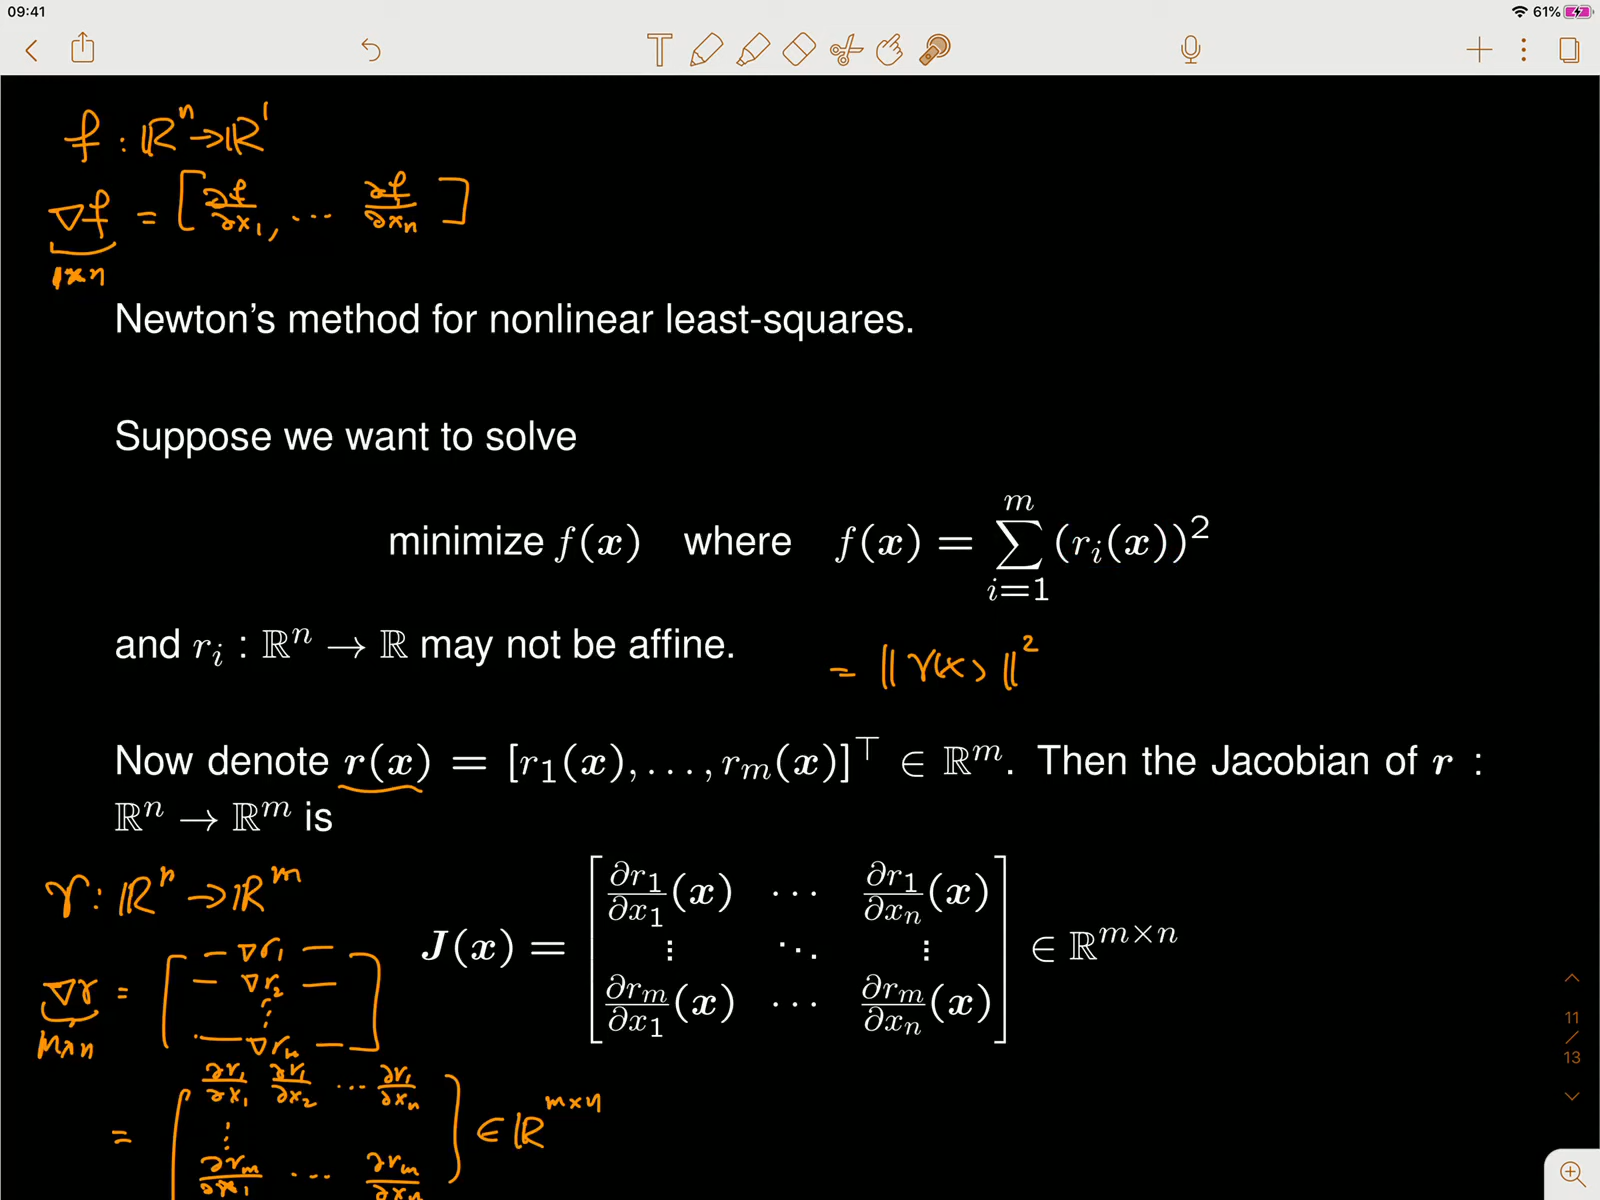 09:41
61%
f : ℝⁿ → ℝ¹
∇f = [ ∂f/∂x₁, ... ∂f/∂xₙ ]
1×n
Newton's method for nonlinear least-squares.
Suppose we want to solve
minimize f(x) where f(x) = ∑_{i=1}^{m} (rᵢ(x))²
and rᵢ : ℝⁿ → ℝ may not be affine.
= ‖ r(x) ‖²
Now denote r(x) = [r₁(x), . . . , rₘ(x)]^⊤ ∈ ℝᵐ. Then the Jacobian of r :
ℝⁿ → ℝᵐ is
r : ℝⁿ → ℝᵐ
J(x) = [ ∂r₁/∂x₁(x) ⋯ ∂r₁/∂xₙ(x) ; ⋮ ⋱ ⋮ ; ∂rₘ/∂x₁(x) ⋯ ∂rₘ/∂xₙ(x) ] ∈ ℝ^{m×n}
∇r = [ — ∇r₁ — ; — ∇r₂ — ; ⋮ ; — ∇rₘ — ]
m×n
= [ ∂r₁/∂x₁ ∂r₁/∂x₂ ... ∂r₁/∂xₙ ; ⋮ ; ∂rₘ/∂x₁ ... ∂rₘ/∂xₙ ] ∈ ℝ^{m×n}
11
/
13